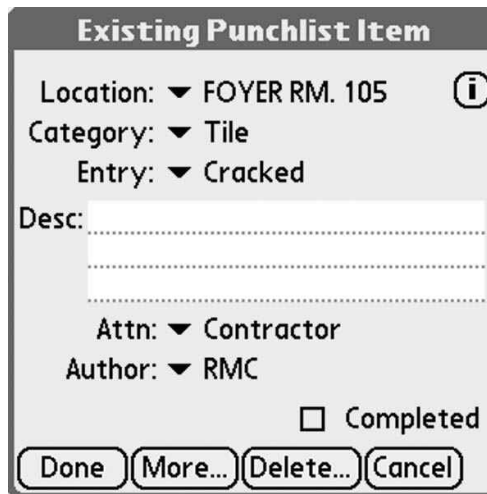 Existing Punchlist Item
Location: FOYER RM. 105 i
Category: Tile
Entry: Cracked
Desc:
Attn: Contractor
Author: RMC
Completed
Done More... Delete... Cancel